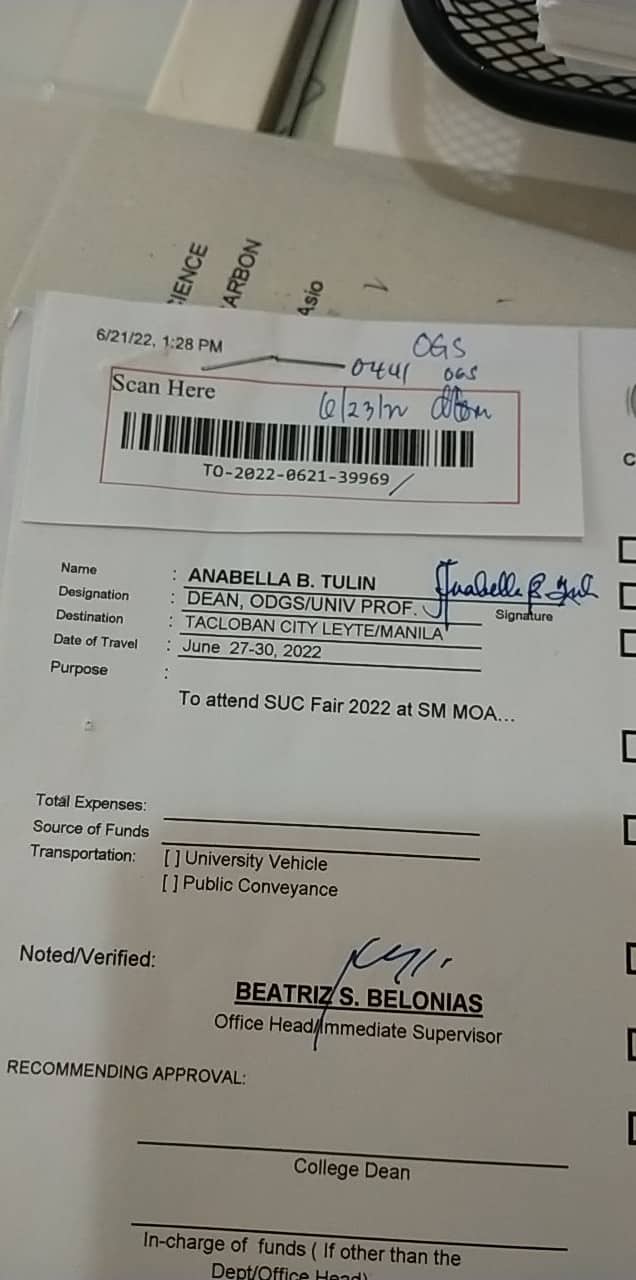 IENCE
ARBON
Asio
6/21/22, 1:28 PM
OGS
0441 OGS
Scan Here
6/23/22
TO-2022-0621-39969
Name : ANABELLA B. TULIN
Anabella B. Tulin
Designation : DEAN, ODGS/UNIV PROF.
Signature
Destination : TACLOBAN CITY LEYTE/MANILA
Date of Travel : June 27-30, 2022
Purpose :
To attend SUC Fair 2022 at SM MOA...
Total Expenses:
Source of Funds
Transportation: [ ] University Vehicle
[ ] Public Conveyance
Noted/Verified:
BEATRIZ S. BELONIAS
Office Head/Immediate Supervisor
RECOMMENDING APPROVAL:
College Dean
In-charge of funds ( If other than the
Dept/Office Head)